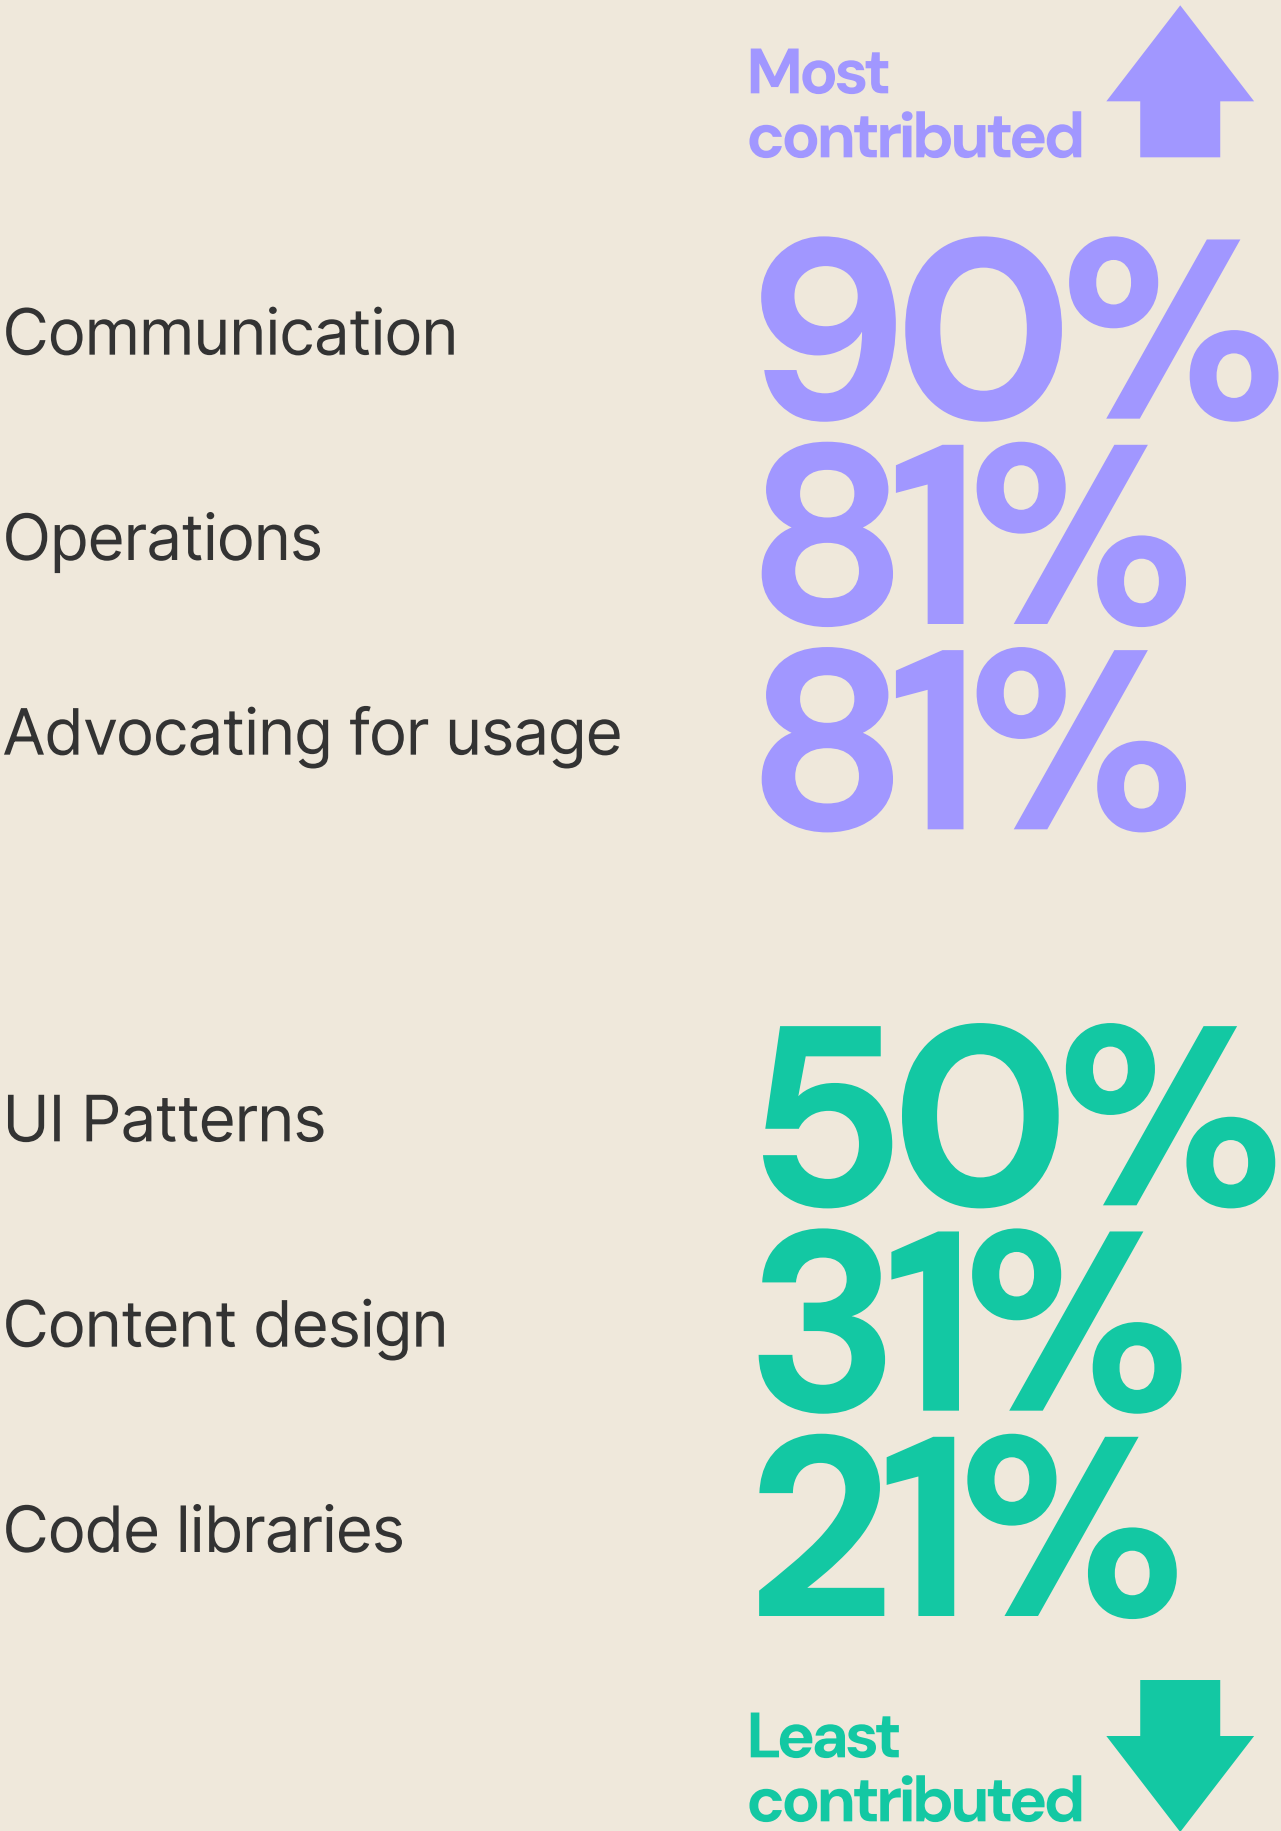 Most
contributed
Communication 90%
Operations 81%
Advocating for usage 81%
UI Patterns 50%
Content design 31%
Code libraries 21%
Least
contributed